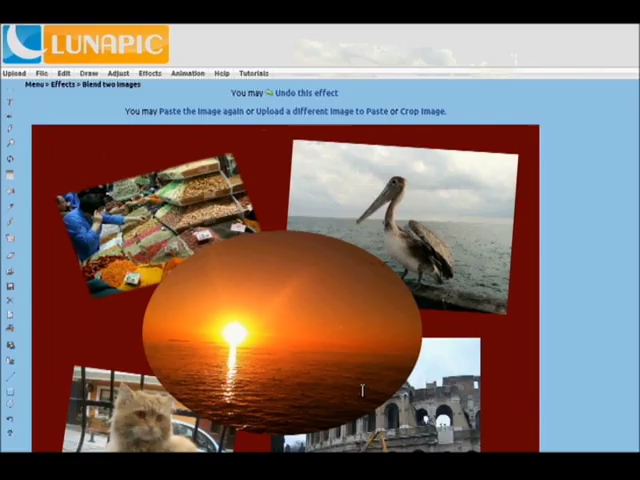 LUNAPIC
Upload File Edit Draw Adjust Effects Animation Help Tutorials
Menu > Effects > Blend two images
You may Undo this effect
You may Paste the image again or Upload a different image to Paste or Crop Image.